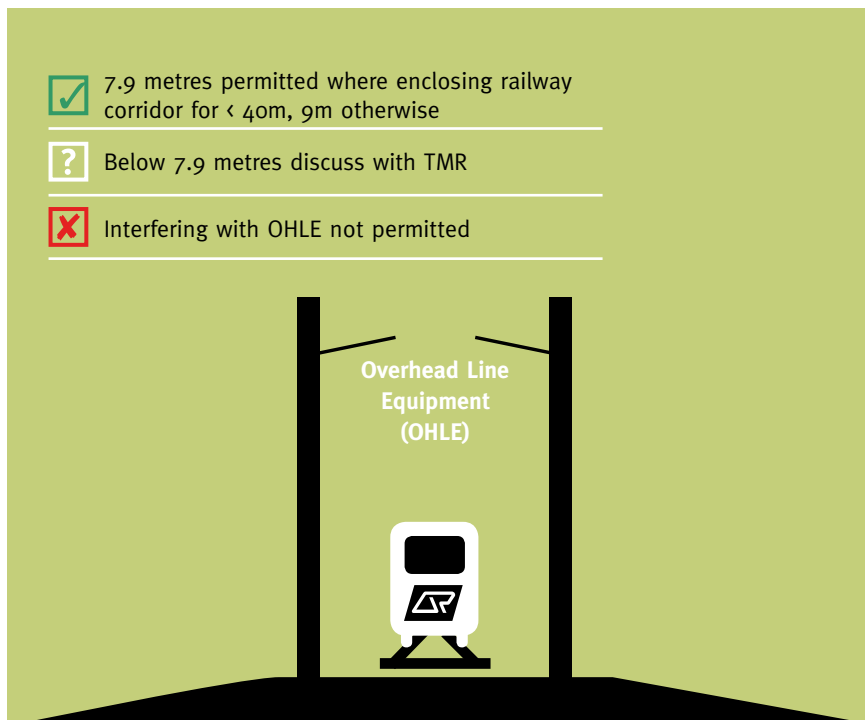 7.9 metres permitted where enclosing railway
corridor for < 40m, 9m otherwise
? Below 7.9 metres discuss with TMR
Interfering with OHLE not permitted
Overhead Line
Equipment
(OHLE)
QR